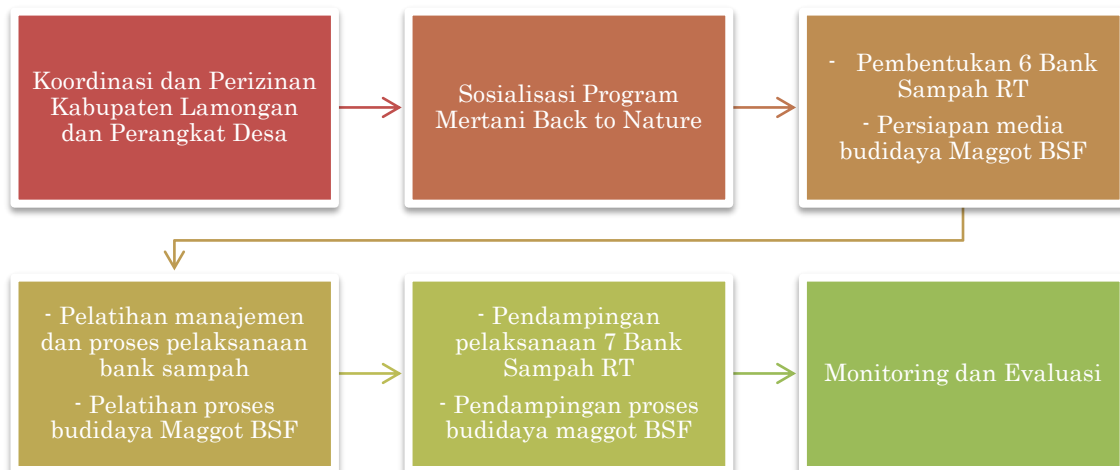 Koordinasi dan Perizinan
Kabupaten Lamongan
dan Perangkat Desa
Sosialisasi Program
Mertani Back to Nature
- Pembentukan 6 Bank
Sampah RT
- Persiapan media
budidaya Maggot BSF
- Pelatihan manajemen
dan proses pelaksanaan
bank sampah
- Pelatihan proses
budidaya Maggot BSF
- Pendampingan
pelaksanaan 7 Bank
Sampah RT
- Pendampingan proses
budidaya maggot BSF
Monitoring dan Evaluasi